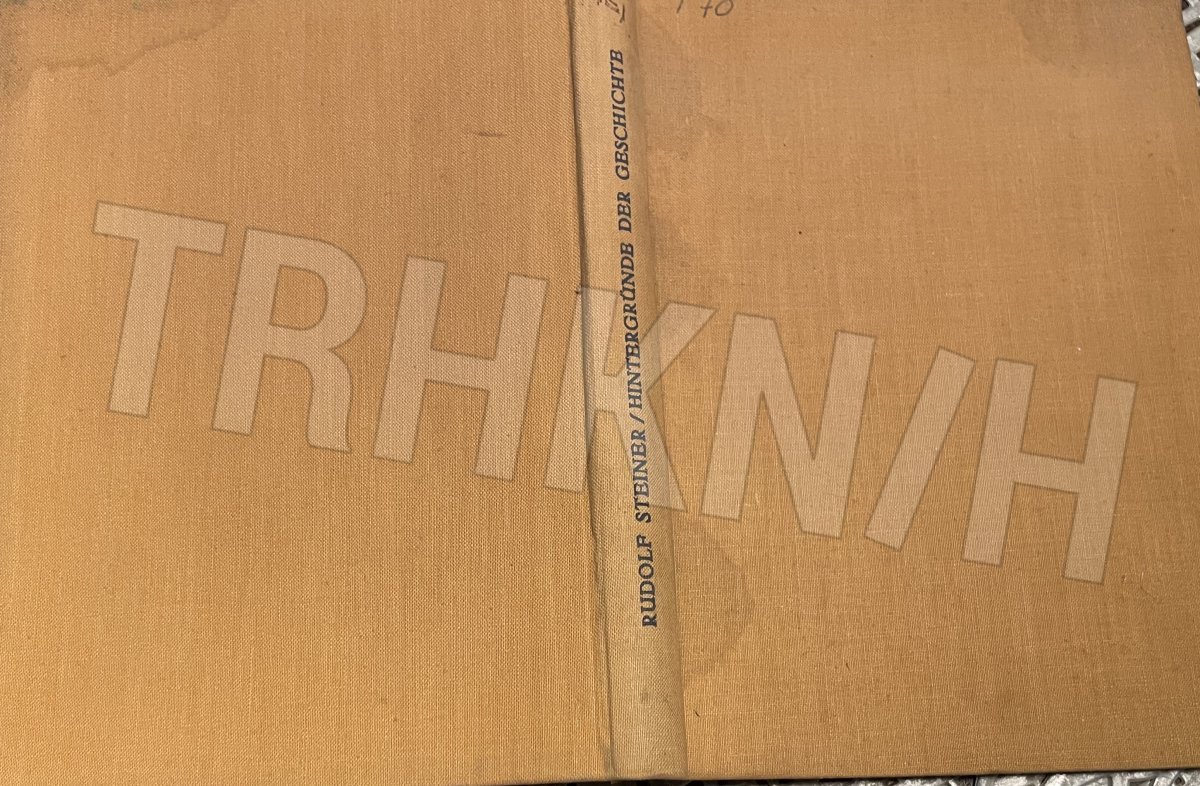 RUDOLF STEINER / HINTERGRÜNDE DER GESCHICHTE
TRHKN/H